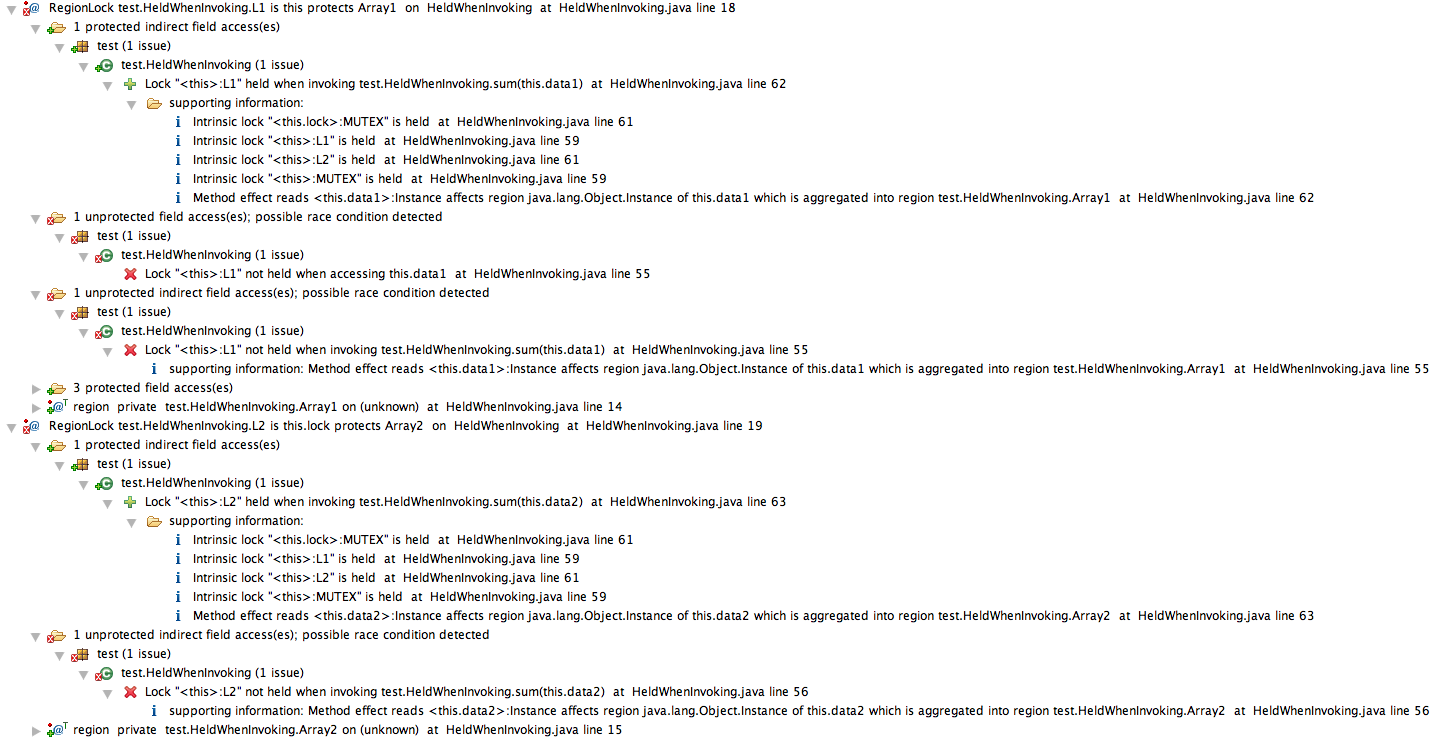 RegionLock test.HeldWhenInvoking.L1 is this protects Array1 on HeldWhenInvoking at HeldWhenInvoking.java line 18
1 protected indirect field access(es)
test (1 issue)
test.HeldWhenInvoking (1 issue)
Lock "<this>:L1" held when invoking test.HeldWhenInvoking.sum(this.data1) at HeldWhenInvoking.java line 62
supporting information:
Intrinsic lock "<this.lock>:MUTEX" is held at HeldWhenInvoking.java line 61
Intrinsic lock "<this>:L1" is held at HeldWhenInvoking.java line 59
Intrinsic lock "<this>:L2" is held at HeldWhenInvoking.java line 61
Intrinsic lock "<this>:MUTEX" is held at HeldWhenInvoking.java line 59
Method effect reads <this.data1>:Instance affects region java.lang.Object.Instance of this.data1 which is aggregated into region test.HeldWhenInvoking.Array1 at HeldWhenInvoking.java line 62
1 unprotected field access(es); possible race condition detected
test (1 issue)
test.HeldWhenInvoking (1 issue)
Lock "<this>:L1" not held when accessing this.data1 at HeldWhenInvoking.java line 55
1 unprotected indirect field access(es); possible race condition detected
test (1 issue)
test.HeldWhenInvoking (1 issue)
Lock "<this>:L1" not held when invoking test.HeldWhenInvoking.sum(this.data1) at HeldWhenInvoking.java line 55
supporting information: Method effect reads <this.data1>:Instance affects region java.lang.Object.Instance of this.data1 which is aggregated into region test.HeldWhenInvoking.Array1 at HeldWhenInvoking.java line 55
3 protected field access(es)
region private test.HeldWhenInvoking.Array1 on (unknown) at HeldWhenInvoking.java line 14
RegionLock test.HeldWhenInvoking.L2 is this.lock protects Array2 on HeldWhenInvoking at HeldWhenInvoking.java line 19
1 protected indirect field access(es)
test (1 issue)
test.HeldWhenInvoking (1 issue)
Lock "<this>:L2" held when invoking test.HeldWhenInvoking.sum(this.data2) at HeldWhenInvoking.java line 63
supporting information:
Intrinsic lock "<this.lock>:MUTEX" is held at HeldWhenInvoking.java line 61
Intrinsic lock "<this>:L1" is held at HeldWhenInvoking.java line 59
Intrinsic lock "<this>:L2" is held at HeldWhenInvoking.java line 61
Intrinsic lock "<this>:MUTEX" is held at HeldWhenInvoking.java line 59
Method effect reads <this.data2>:Instance affects region java.lang.Object.Instance of this.data2 which is aggregated into region test.HeldWhenInvoking.Array2 at HeldWhenInvoking.java line 63
1 unprotected indirect field access(es); possible race condition detected
test (1 issue)
test.HeldWhenInvoking (1 issue)
Lock "<this>:L2" not held when invoking test.HeldWhenInvoking.sum(this.data2) at HeldWhenInvoking.java line 56
supporting information: Method effect reads <this.data2>:Instance affects region java.lang.Object.Instance of this.data2 which is aggregated into region test.HeldWhenInvoking.Array2 at HeldWhenInvoking.java line 56
region private test.HeldWhenInvoking.Array2 on (unknown) at HeldWhenInvoking.java line 15